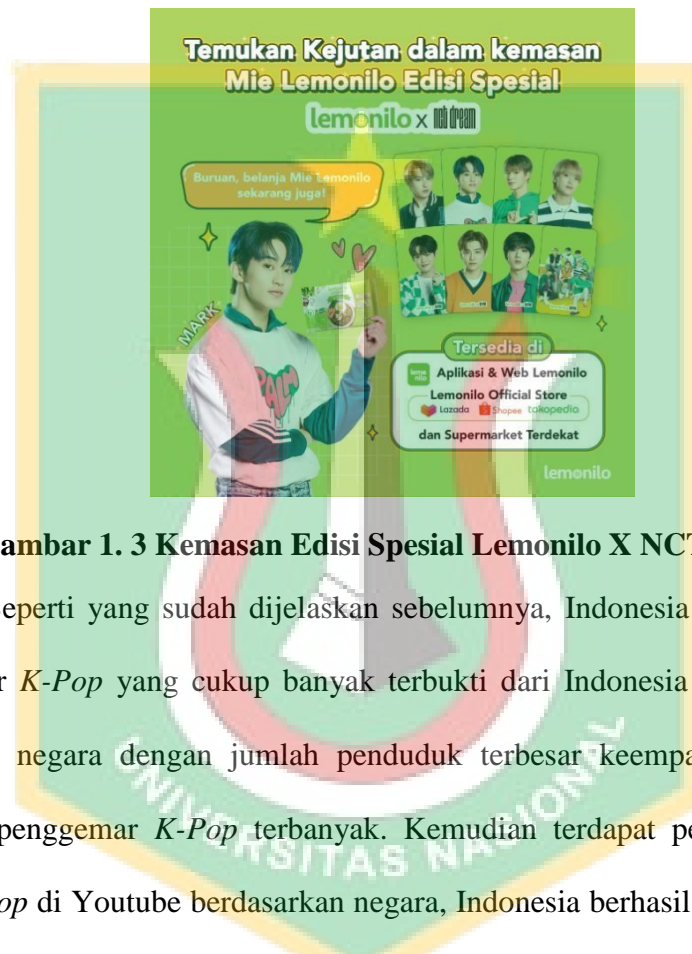 Temukan Kejutan dalam kemasan
Mie Lemonilo Edisi Spesial
lemonilo x nct dream
Buruan, belanja Mie Lemonilo
sekarang juga!
MARK
PALM
Tersedia di
lemonilo
Aplikasi & Web Lemonilo
Lemonilo Official Store
Lazada Shopee tokopedia
dan Supermarket Terdekat
lemonilo
ambar 1. 3 Kemasan Edisi Spesial Lemonilo X NCT
eperti yang sudah dijelaskan sebelumnya, Indonesia
r K-Pop yang cukup banyak terbukti dari Indonesia
negara dengan jumlah penduduk terbesar keempa
penggemar K-Pop terbanyak. Kemudian terdapat pe
op di Youtube berdasarkan negara, Indonesia berhasil
UNIVERSITAS NASIONAL